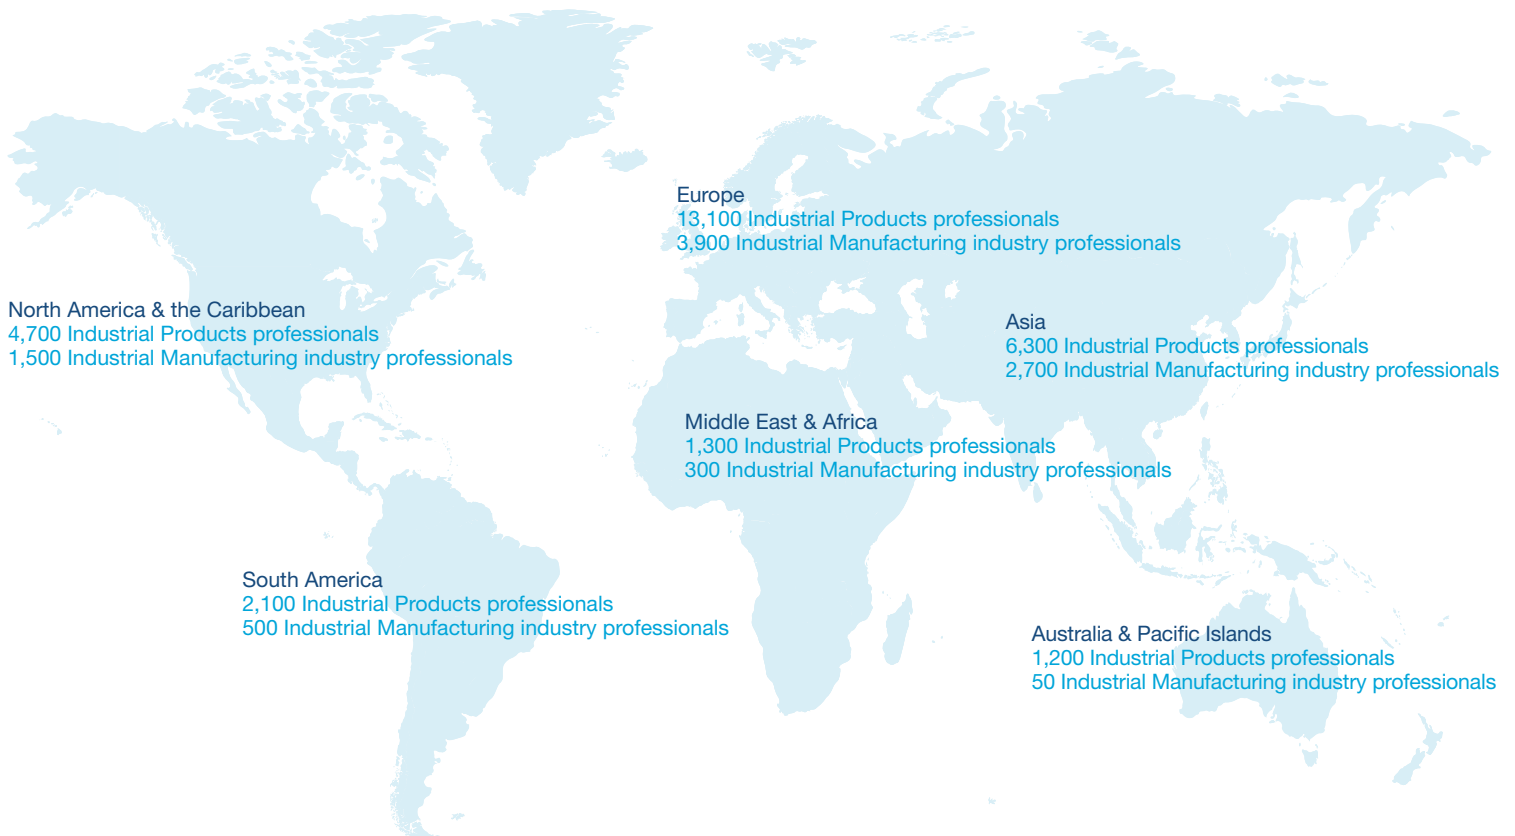 Europe
13,100 Industrial Products professionals
3,900 Industrial Manufacturing industry professionals
North America & the Caribbean
4,700 Industrial Products professionals
1,500 Industrial Manufacturing industry professionals
Asia
6,300 Industrial Products professionals
2,700 Industrial Manufacturing industry professionals
Middle East & Africa
1,300 Industrial Products professionals
300 Industrial Manufacturing industry professionals
South America
2,100 Industrial Products professionals
500 Industrial Manufacturing industry professionals
Australia & Pacific Islands
1,200 Industrial Products professionals
50 Industrial Manufacturing industry professionals